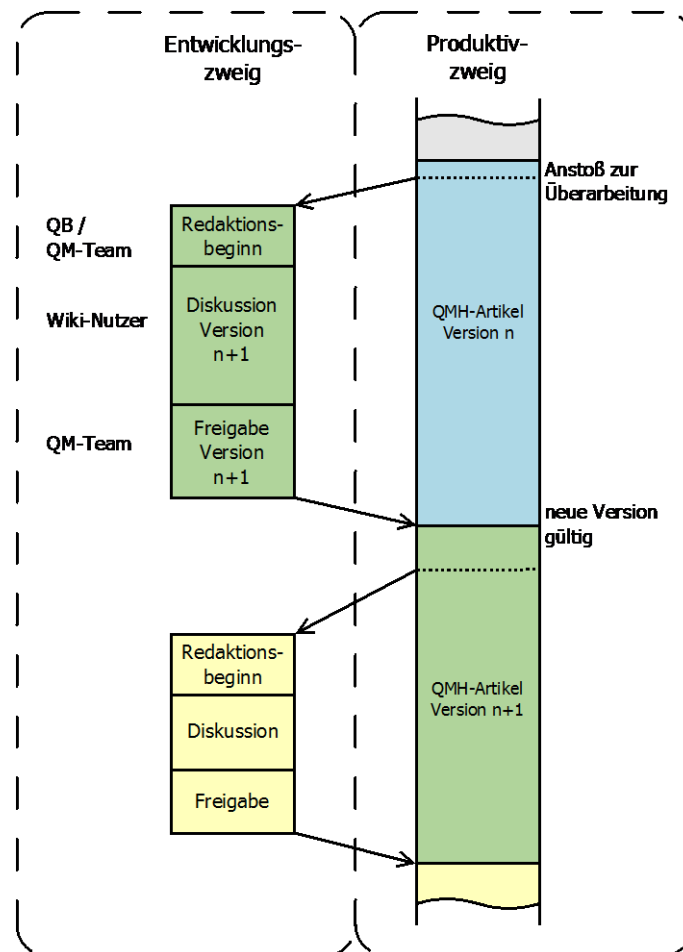 Entwicklungs-
zweig
Produktiv-
zweig
Anstoß zur
Überarbeitung
QB /
QM-Team
Redaktions-
beginn
Wiki-Nutzer
Diskussion
Version
n+1
QMH-Artikel
Version n
QM-Team
Freigabe
Version
n+1
neue Version
gültig
Redaktions-
beginn
Diskussion
Freigabe
QMH-Artikel
Version n+1